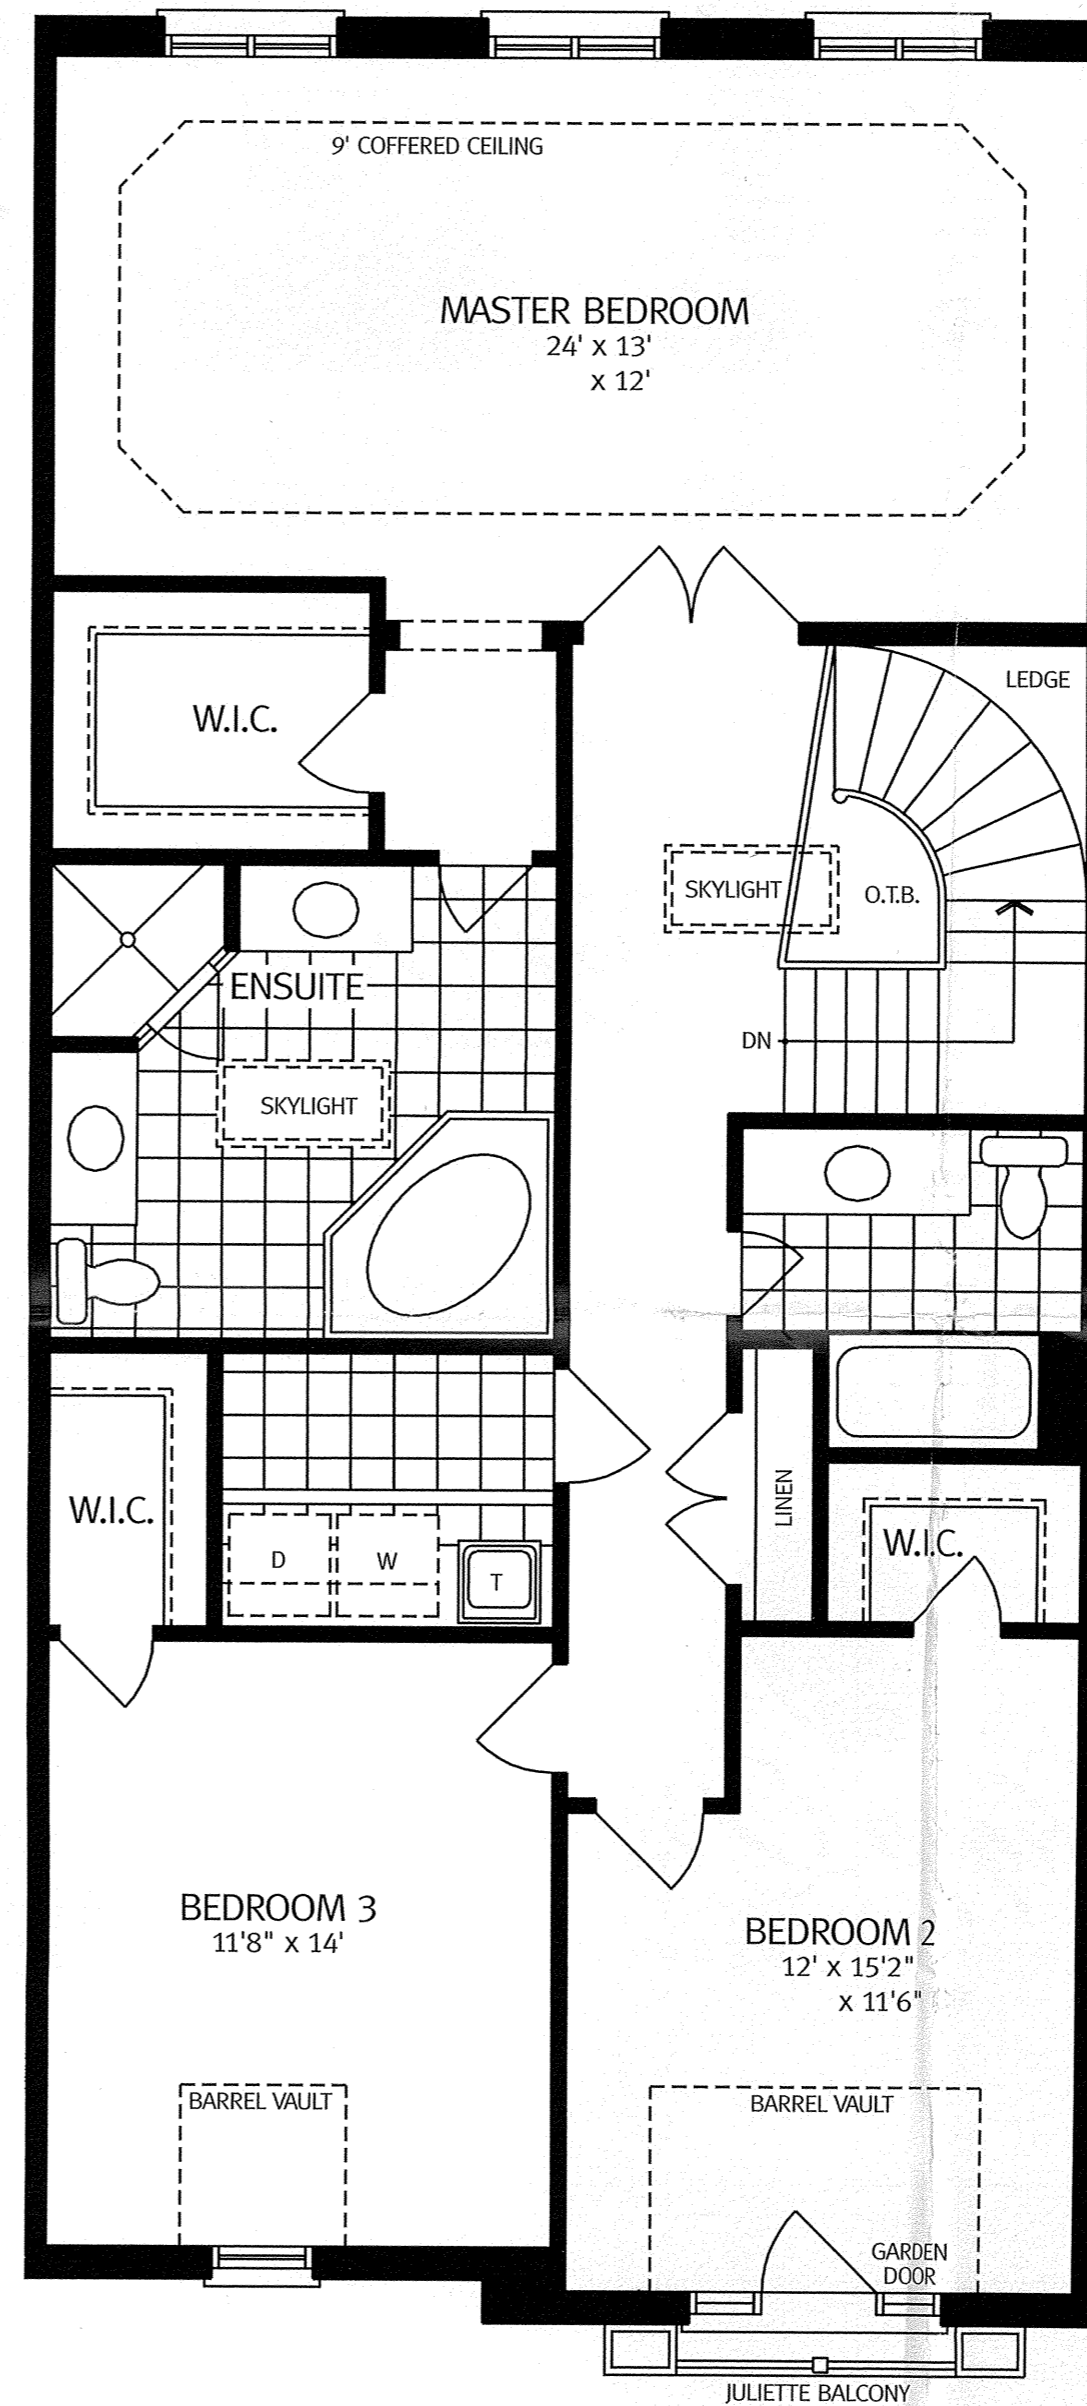 9' COFFERED CEILING
MASTER BEDROOM
24' x 13'
x 12'
LEDGE
W.I.C.
SKYLIGHT
O.T.B.
ENSUITE
DN
SKYLIGHT
W.I.C.
LINEN
W.I.C.
D
W
T
BEDROOM 3
11'8" x 14'
BEDROOM 2
12' x 15'2"
x 11'6"
BARREL VAULT
BARREL VAULT
GARDEN
DOOR
JULIETTE BALCONY